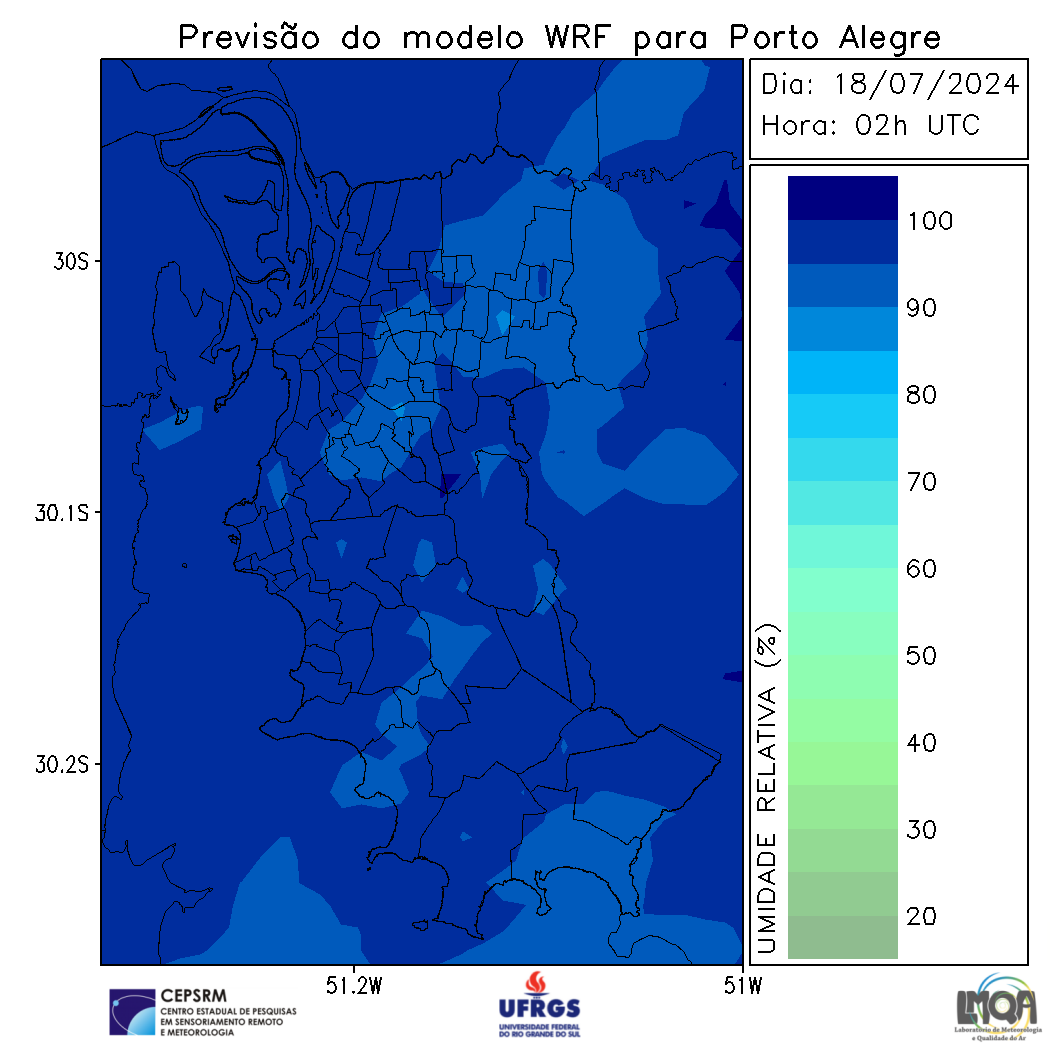 Previsão do modelo WRF para Porto Alegre
Dia: 18/07/2024
Hora: 02h UTC
30S
30.1S
30.2S
51.2W
51W
100
90
80
70
60
50
40
30
20
UMIDADE RELATIVA (%)
CEPSRM
CENTRO ESTADUAL DE PESQUISAS
EM SENSORIAMENTO REMOTO
E METEOROLOGIA
UFRGS
UNIVERSIDADE FEDERAL
DO RIO GRANDE DO SUL
LMQA
Laboratório de Meteorologia
e Qualidade do Ar